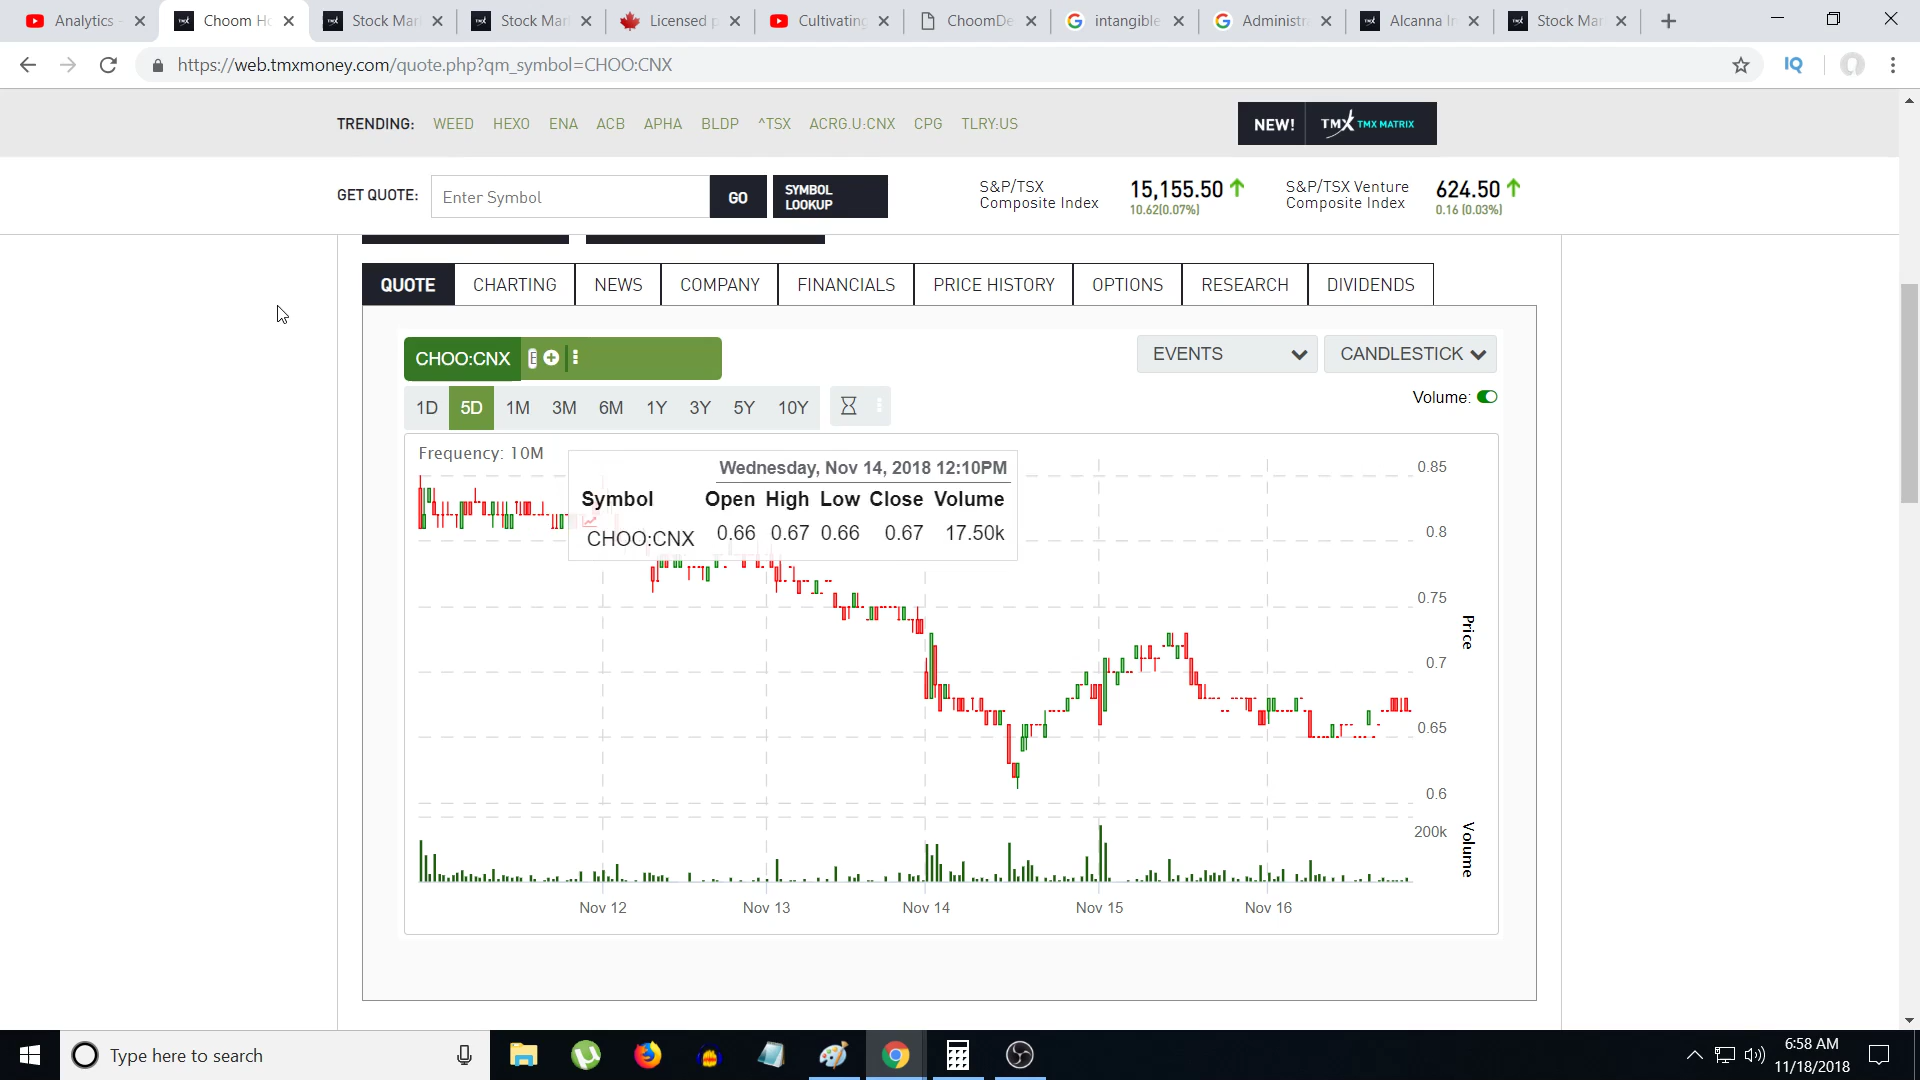 Analytics - Choom Ho Stock Mark Stock Mark Licensed p Cultivating ChoomDe intangible Administra Alcanna In Stock Mar
https://web.tmxmoney.com/quote.php?qm_symbol=CHOO:CNX IQ
TRENDING: WEED HEXO ENA ACB APHA BLDP ^TSX ACRG.U:CNX CPG TLRY:US NEW! TMX TMX MATRIX
GET QUOTE: Enter Symbol GO SYMBOL LOOKUP
S&P/TSX Composite Index 15,155.50 10.62(0.07%)
S&P/TSX Venture Composite Index 624.50 0.16 (0.03%)
QUOTE CHARTING NEWS COMPANY FINANCIALS PRICE HISTORY OPTIONS RESEARCH DIVIDENDS
CHOO:CNX E EVENTS CANDLESTICK
Volume:
1D 5D 1M 3M 6M 1Y 3Y 5Y 10Y
Frequency: 10M
Wednesday, Nov 14, 2018 12:10PM
Symbol Open High Low Close Volume
CHOO:CNX 0.66 0.67 0.66 0.67 17.50k
0.85
0.8
0.75
0.7
0.65
0.6
Price
200k
Volume
Nov 12 Nov 13 Nov 14 Nov 15 Nov 16
Type here to search
6:58 AM
11/18/2018